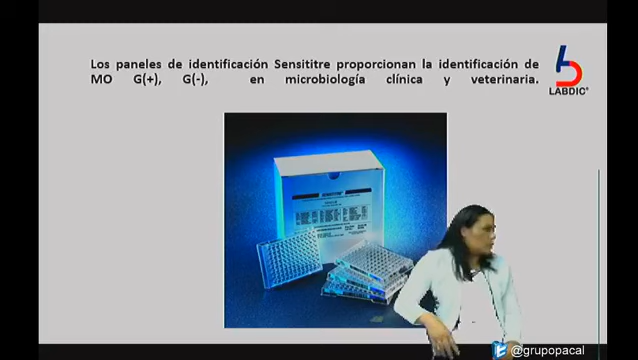 Los paneles de identificación Sensititre proporcionan la identificación de
MO G(+), G(-), en microbiología clínica y veterinaria.
LABDIC®
@grupopacal